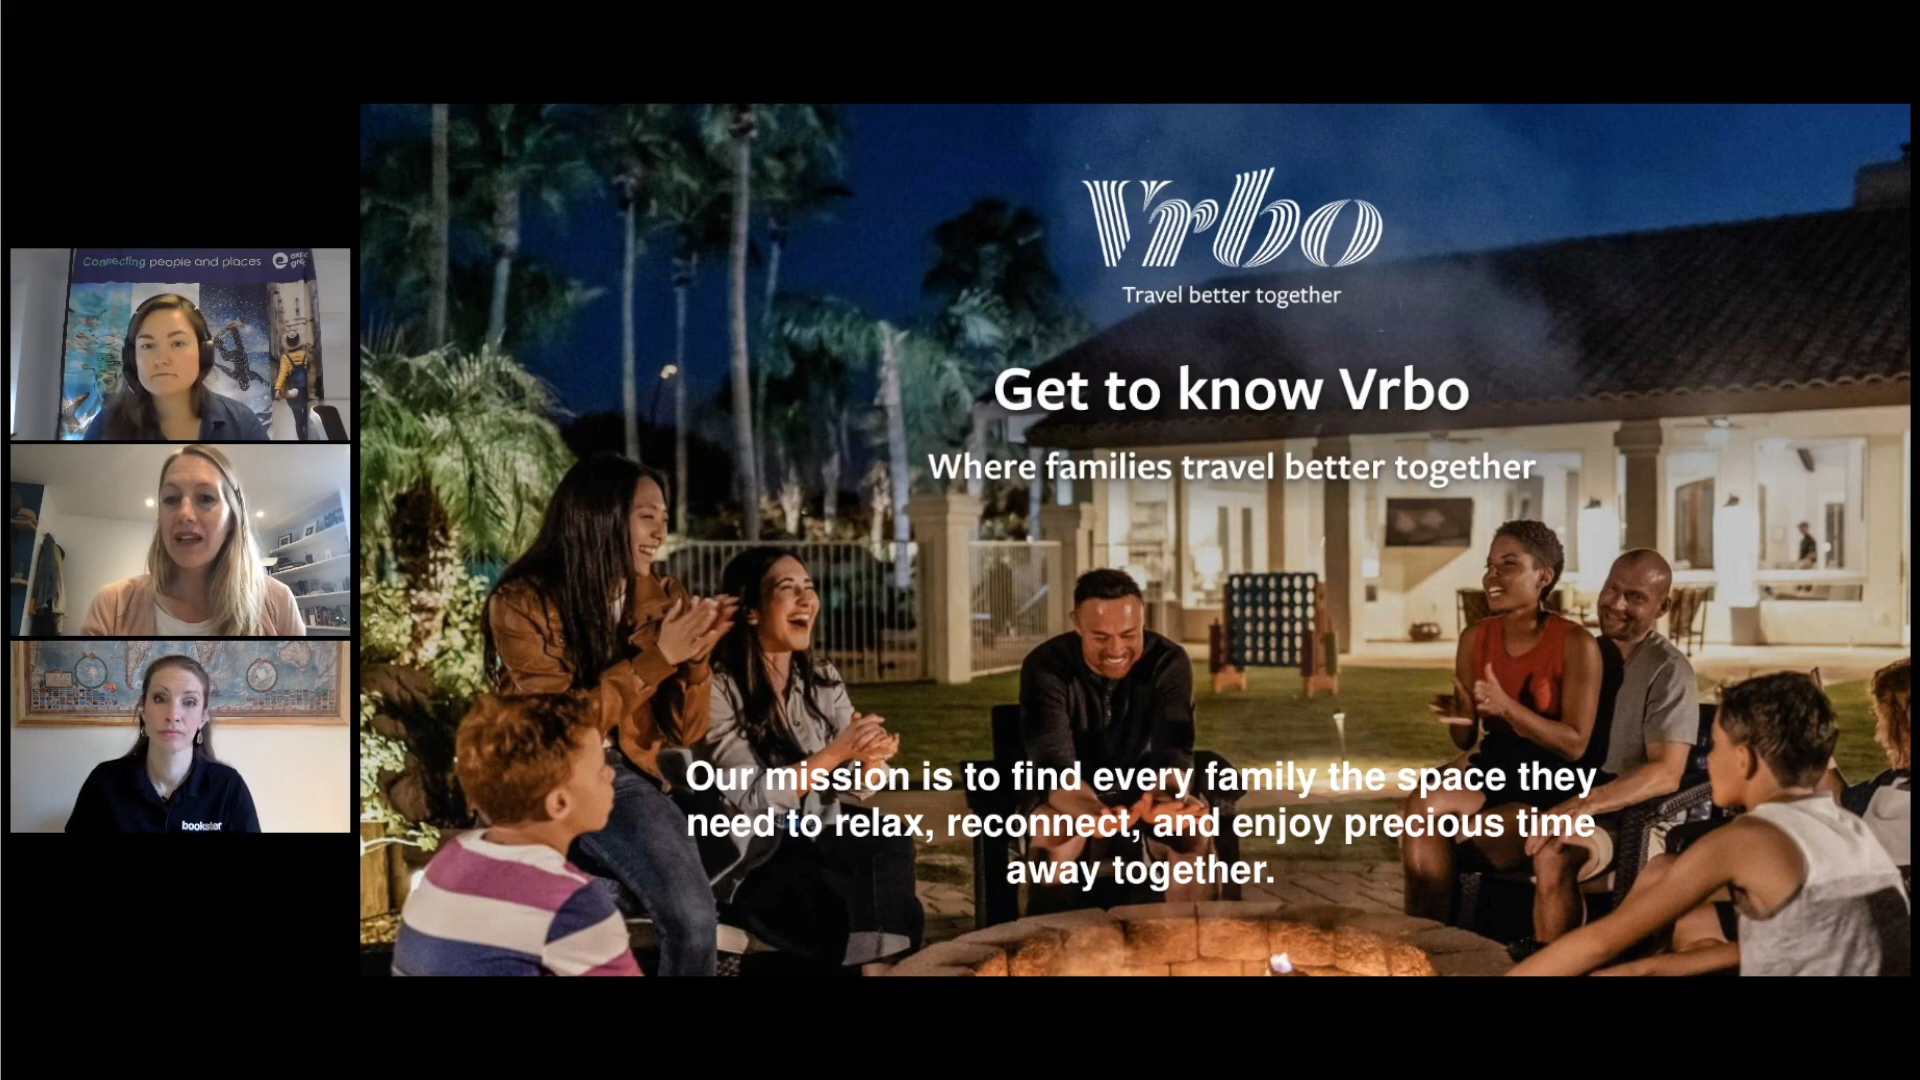 Connecting people and places
bookster
Vrbo
Travel better together
Get to know Vrbo
Where families travel better together
Our mission is to find every family the space they
need to relax, reconnect, and enjoy precious time
away together.